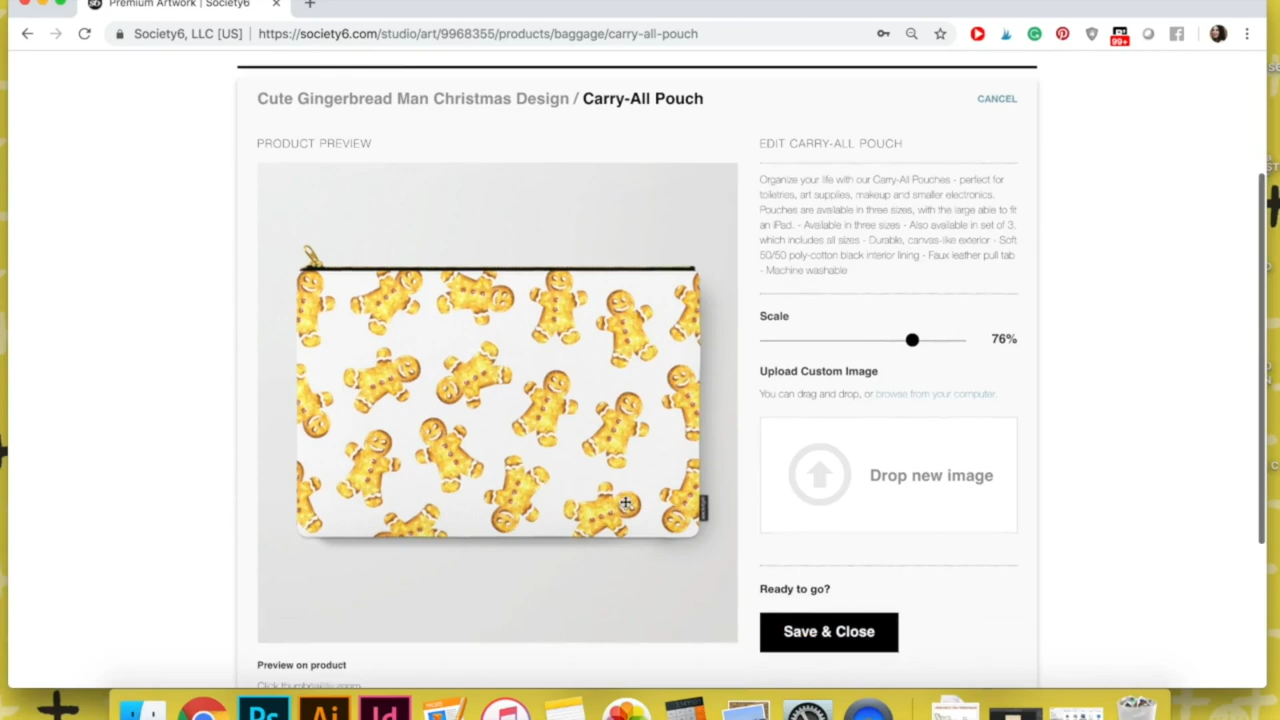 Premium Artwork | Society6
Society6, LLC [US]
https://society6.com/studio/art/9968355/products/baggage/carry-all-pouch
99+
Cute Gingerbread Man Christmas Design / Carry-All Pouch
CANCEL
PRODUCT PREVIEW
EDIT CARRY-ALL POUCH
Organize your life with our Carry-All Pouches - perfect for
toiletries, art supplies, makeup and smaller electronics.
Pouches are available in three sizes, with the large able to fit
an iPad. - Available in three sizes - Also available in set of 3,
which includes all sizes - Durable, canvas-like exterior - Soft
50/50 poly-cotton black interior lining - Faux leather pull tab
- Machine washable
Scale
76%
Upload Custom Image
You can drag and drop, or browse from your computer.
Drop new image
Ready to go?
Save & Close
Preview on product
Ps
Ai
Id